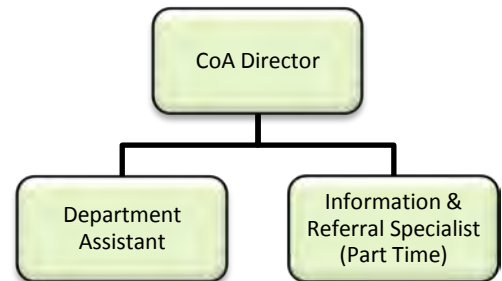 CoA Director
Department
Assistant
Information &
Referral Specialist
(Part Time)